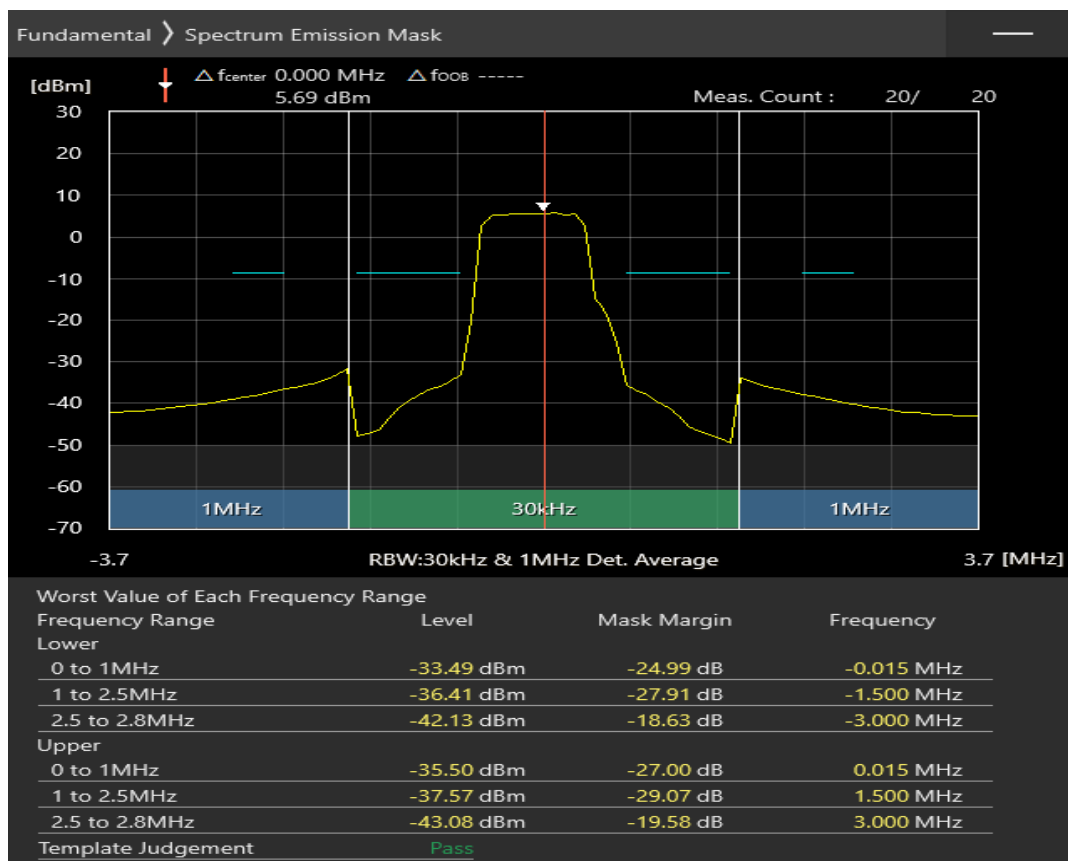 Fundamental ❯ Spectrum Emission Mask
△ fcenter 0.000 MHz △ fOOB -----
[dBm]
5.69 dBm Meas. Count : 20/ 20
30
20
10
0
-10
-20
-30
-40
-50
-60
1MHz 30kHz 1MHz
-70
-3.7 RBW:30kHz & 1MHz Det. Average 3.7 [MHz]
Worst Value of Each Frequency Range
Frequency Range Level Mask Margin Frequency
Lower
0 to 1MHz -33.49 dBm -24.99 dB -0.015 MHz
1 to 2.5MHz -36.41 dBm -27.91 dB -1.500 MHz
2.5 to 2.8MHz -42.13 dBm -18.63 dB -3.000 MHz
Upper
0 to 1MHz -35.50 dBm -27.00 dB 0.015 MHz
1 to 2.5MHz -37.57 dBm -29.07 dB 1.500 MHz
2.5 to 2.8MHz -43.08 dBm -19.58 dB 3.000 MHz
Template Judgement Pass